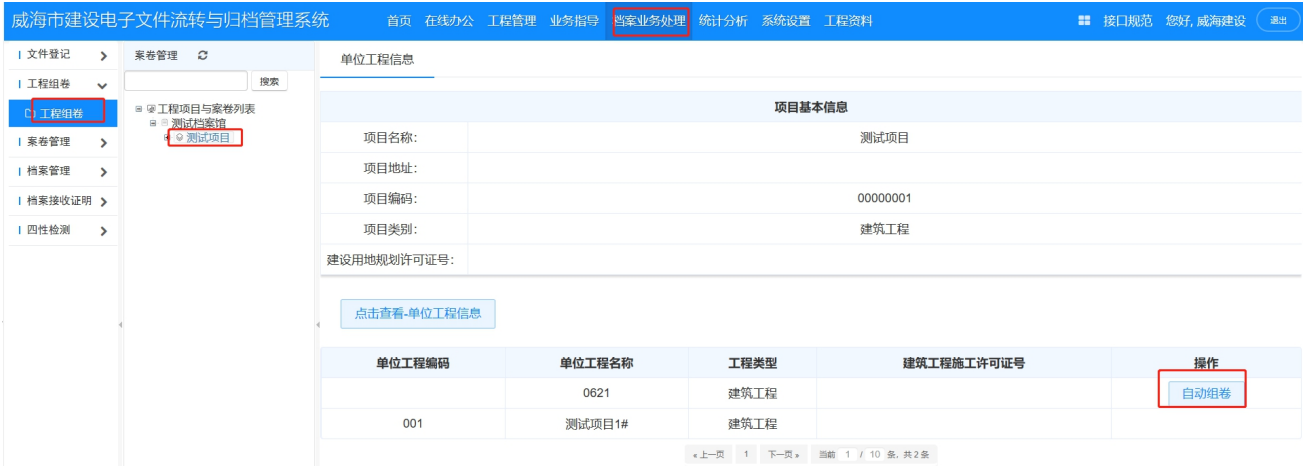 威海市建设电子文件流转与归档管理系统 首页 在线办公 工程管理 业务指导 档案业务处理 统计分析 系统设置 工程资料 接口规范 您好, 威海建设 退出
文件登记
工程组卷
工程组卷
案卷管理
档案管理
档案接收证明
四性检测
案卷管理
搜索
工程项目与案卷列表
测试档案馆
测试项目
单位工程信息
项目基本信息
项目名称: 测试项目
项目地址:
项目编码: 00000001
项目类别: 建筑工程
建设用地规划许可证号:
点击查看-单位工程信息
单位工程编码 单位工程名称 工程类型 建筑工程施工许可证号 操作
0621 建筑工程 自动组卷
001 测试项目1# 建筑工程
« 上一页 1 下一页 » 当前 1 / 10 条, 共 2 条